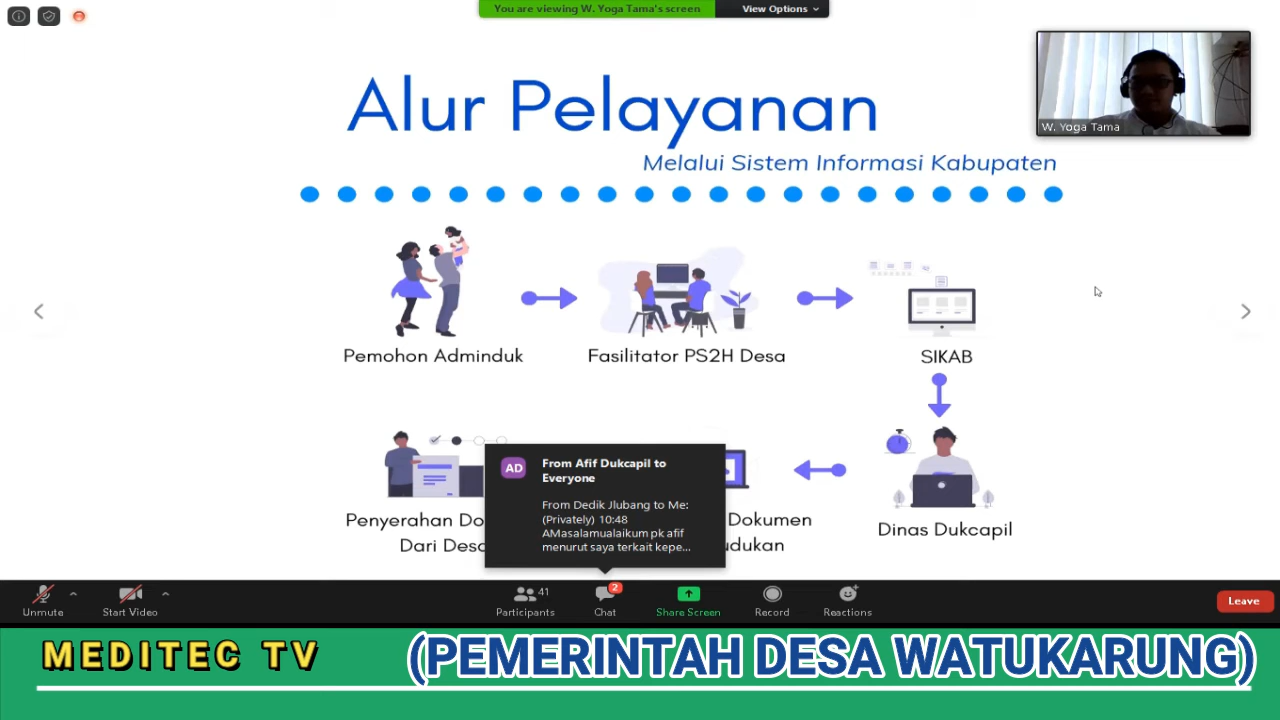 You are viewing W. Yoga Tama's screen
View Options
Alur Pelayanan
Melalui Sistem Informasi Kabupaten
W. Yoga Tama
Pemohon Adminduk
Fasilitator PS2H Desa
SIKAB
Penyerahan
Dari Desa
Dokumen
Dinas Dukcapil
AD
From Afif Dukcapil to
Everyone
From Dedik Jlubang to Me:
(Privately) 10:48
AMasalamualaikum pk afif
menurut saya terkait kepe...
Unmute
Start Video
41
Participants
2
Chat
Share Screen
Record
Reactions
Leave
MEDITEC TV
(PEMERINTAH DESA WATUKARUNG)